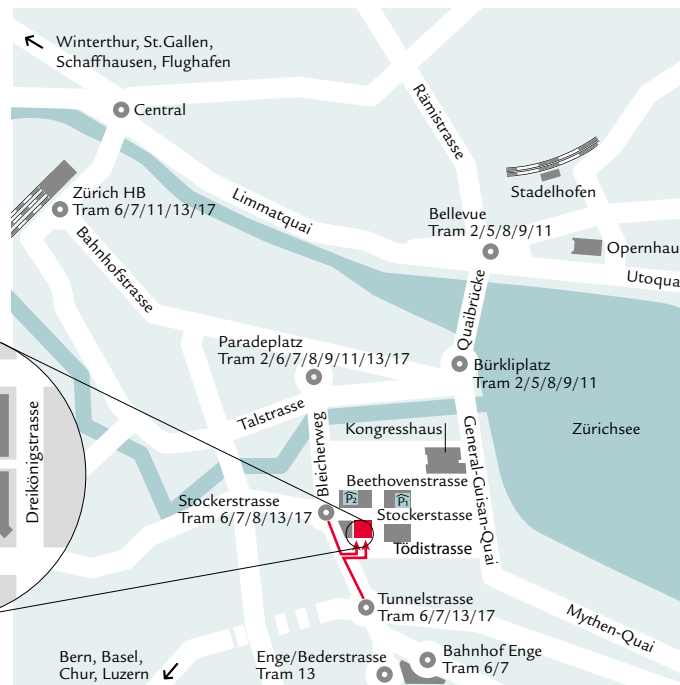 Winterthur, St.Gallen,
Schaffhausen, Flughafen
Central
Rämistrasse
Stadelhofen
Zürich HB
Tram 6/7/11/13/17
Limmatquai
Bellevue
Tram 2/5/8/9/11
Opernhau
Bahnhofstrasse
Utoqua
Quaibrücke
Paradeplatz
Tram 2/6/7/8/9/11/13/17
Bürkliplatz
Tram 2/5/8/9/11
Talstrasse
Dreikönigstrasse
Bleicherweg
Kongresshaus
General-Guisan-Quai
Zürichsee
Beethovenstrasse
P2
P1
Stockerstrasse
Tram 6/7/8/13/17
Stockerstasse
Tödistrasse
Tunnelstrasse
Tram 6/7/13/17
Mythen-Quai
Bern, Basel,
Chur, Luzern
Enge/Bederstrasse
Tram 13
Bahnhof Enge
Tram 6/7